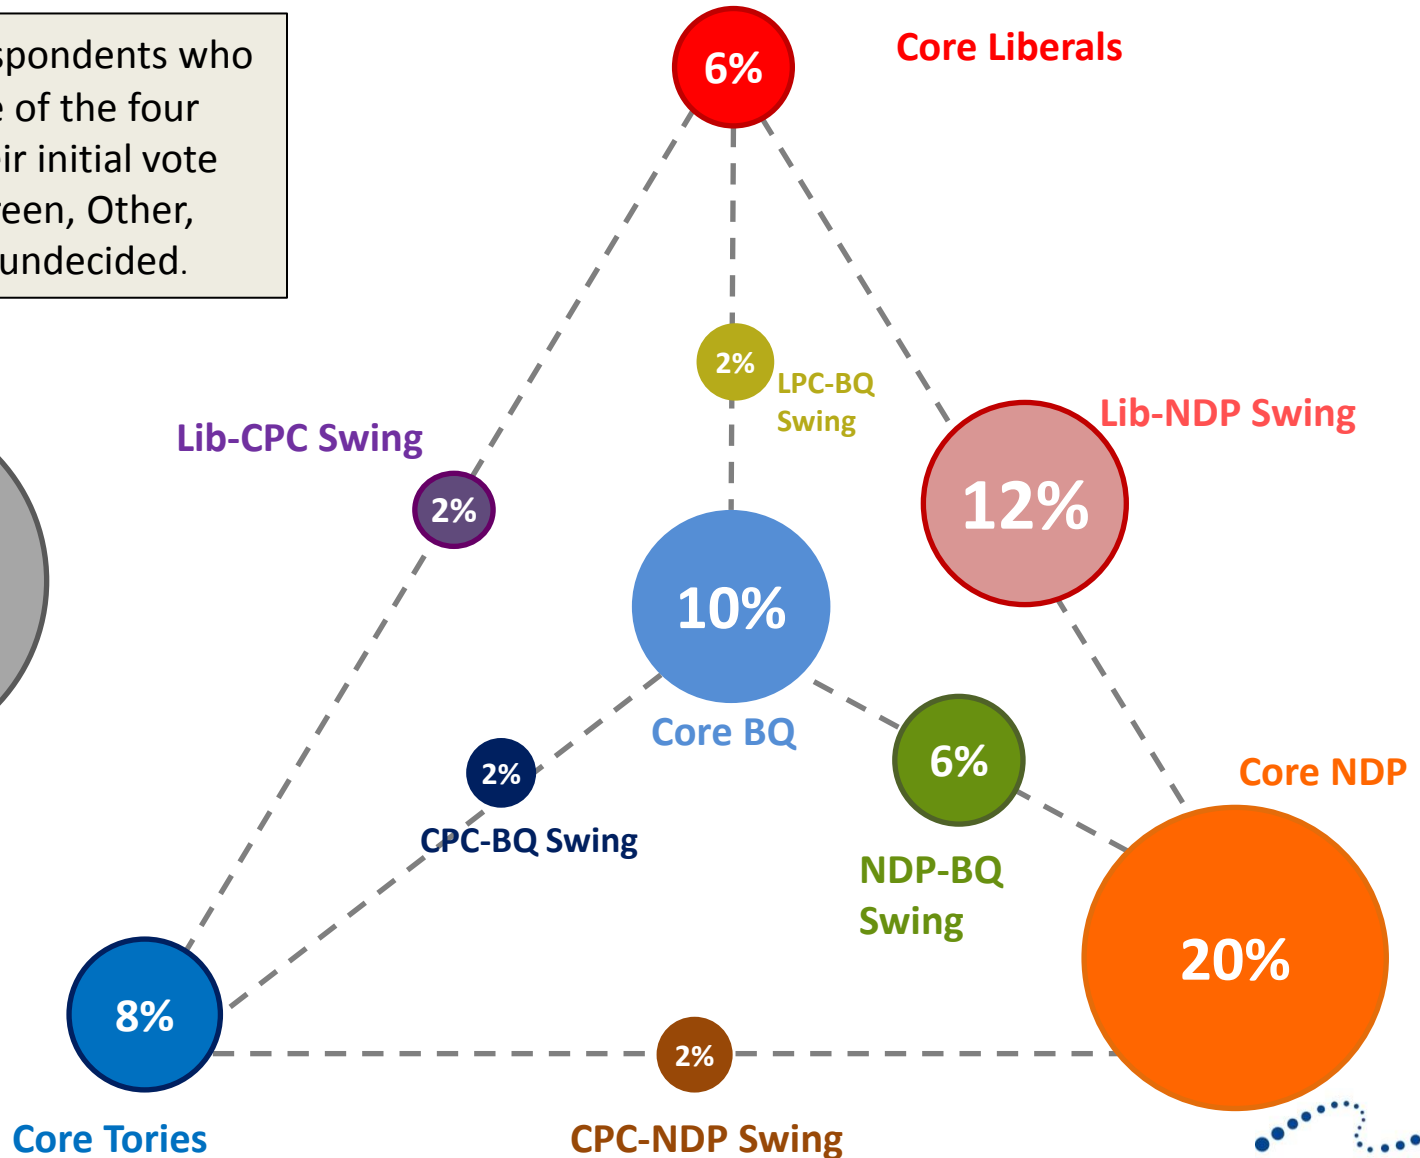 spondents who
e of the four
eir initial vote
reen, Other,
undecided.
6%
Core Liberals
2%
LPC-BQ
Swing
Lib-CPC Swing
2%
Lib-NDP Swing
12%
10%
Core BQ
2%
CPC-BQ Swing
6%
NDP-BQ
Swing
Core NDP
20%
8%
Core Tories
2%
CPC-NDP Swing